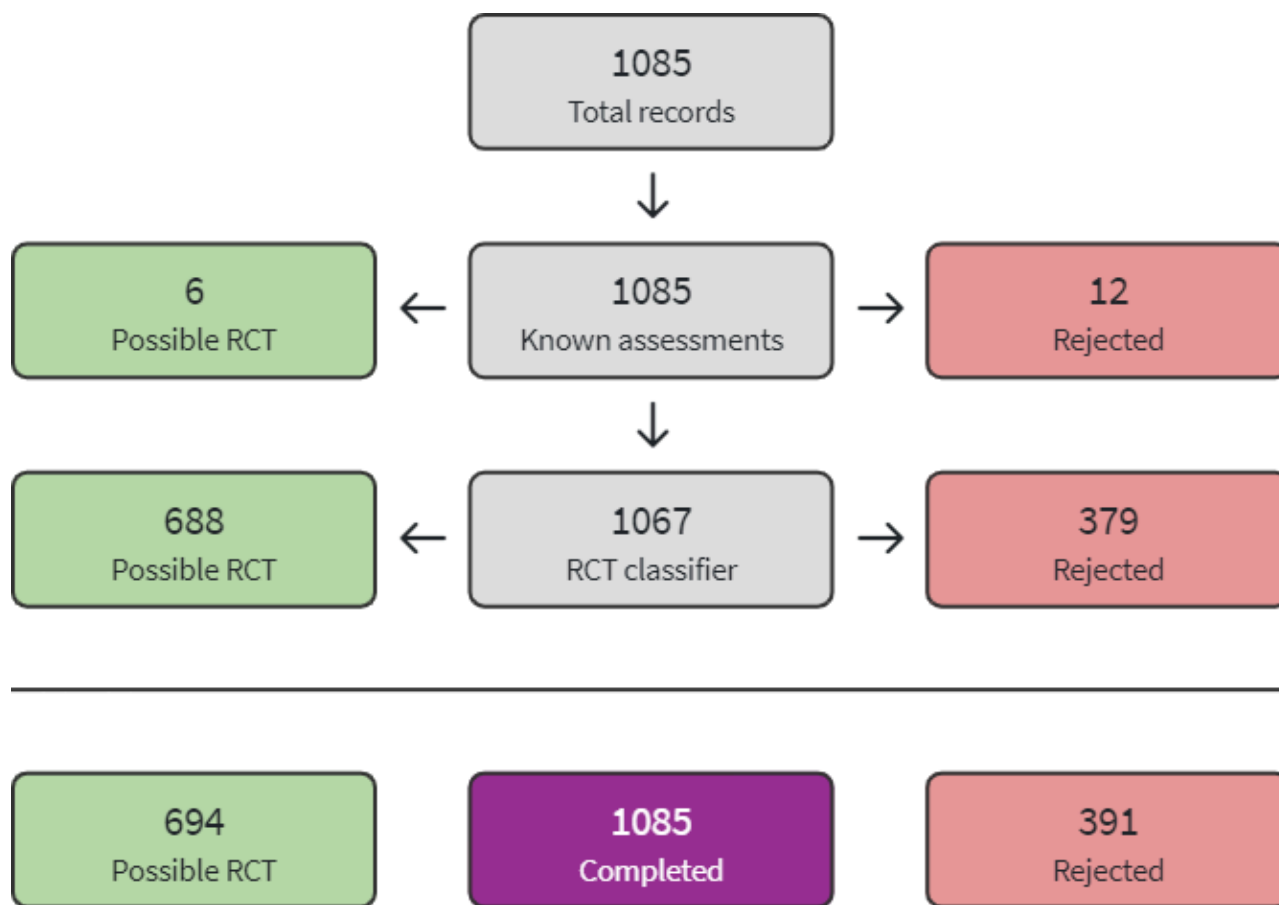 1085
Total records
6
Possible RCT
1085
Known assessments
12
Rejected
688
Possible RCT
1067
RCT classifier
379
Rejected
694
Possible RCT
1085
Completed
391
Rejected